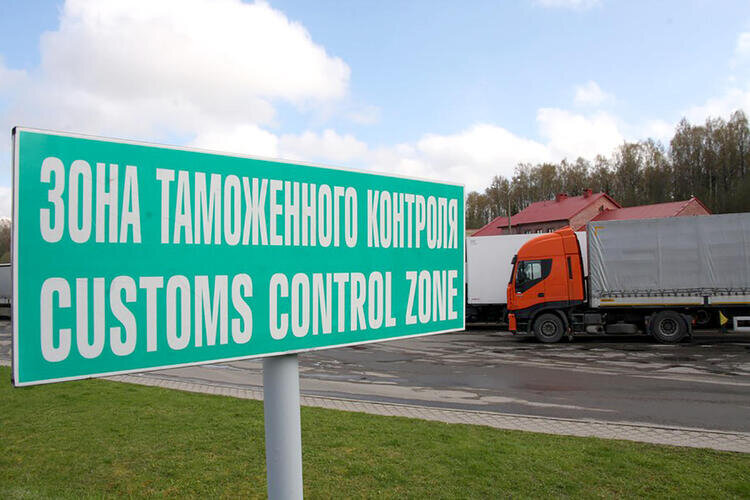 ЗОНА ТАМОЖЕННОГО КОНТРОЛЯ
CUSTOMS CONTROL ZONE